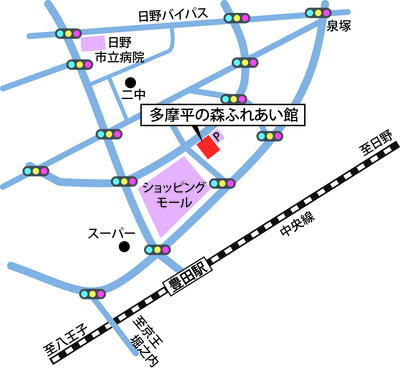 日野バイパス
泉塚
日野
市立病院
二中
多摩平の森ふれあい館
P
至日野
ショッピング
モール
中央線
スーパー
豊田駅
至八王子
至京王
堀之内